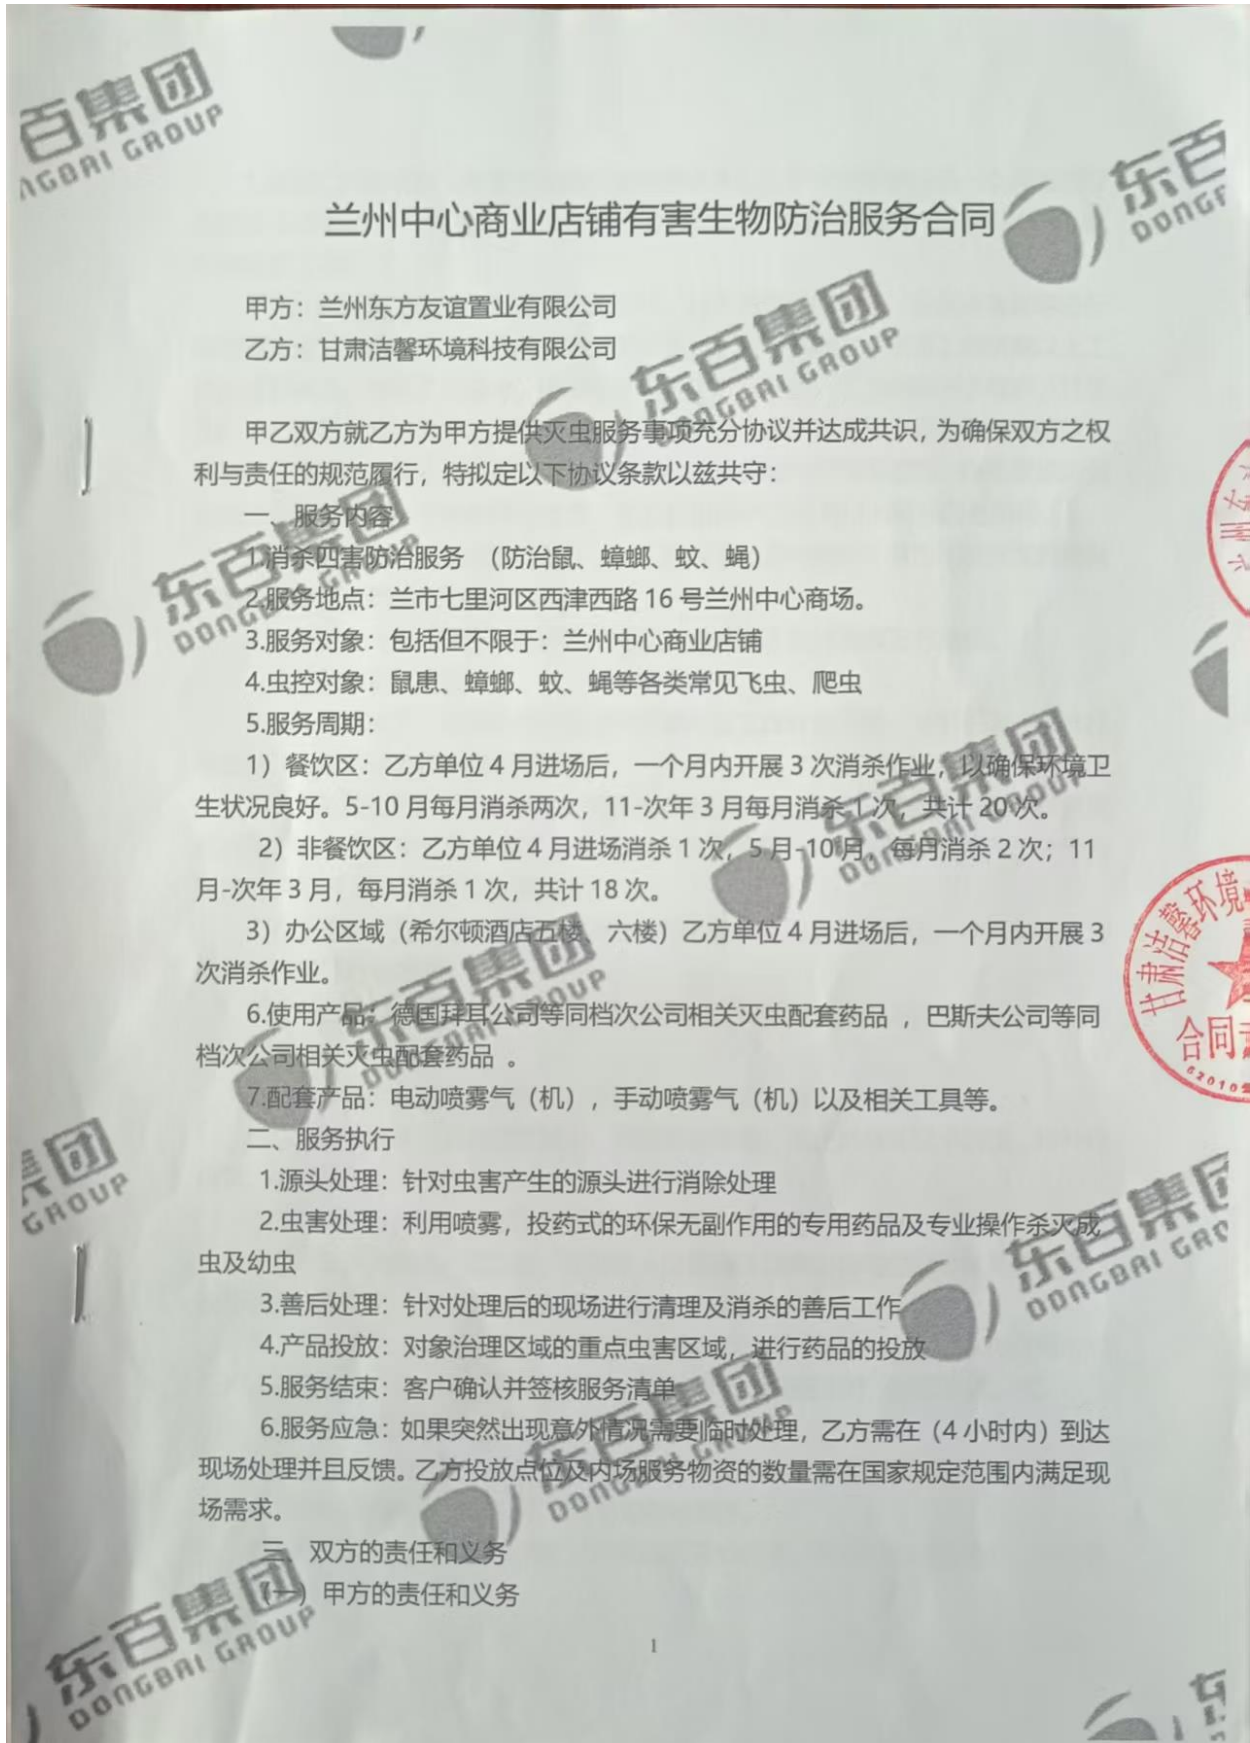 东百集团
DONGBAI GROUP
兰州中心商业店铺有害生物防治服务合同
甲方：兰州东方友谊置业有限公司
乙方：甘肃洁馨环境科技有限公司
甲乙双方就乙方为甲方提供灭虫服务事项充分协议并达成共识，为确保双方之权
利与责任的规范履行，特拟定以下协议条款以兹共守：
一、服务内容
1.消杀四害防治服务 （防治鼠、蟑螂、蚊、蝇）
2.服务地点：兰市七里河区西津西路 16 号兰州中心商场。
3.服务对象：包括但不限于：兰州中心商业店铺
4.虫控对象：鼠患、蟑螂、蚊、蝇等各类常见飞虫、爬虫
5.服务周期：
1）餐饮区：乙方单位 4 月进场后，一个月内开展 3 次消杀作业，以确保环境卫
生状况良好。5-10 月每月消杀两次，11-次年 3 月每月消杀 1 次，共计 20 次。
2）非餐饮区：乙方单位 4 月进场消杀 1 次，5 月-10 月，每月消杀 2 次；11
月-次年 3 月，每月消杀 1 次，共计 18 次。
3）办公区域（希尔顿酒店五楼、六楼）乙方单位 4 月进场后，一个月内开展 3
次消杀作业。
6.使用产品：德国拜耳公司等同档次公司相关灭虫配套药品 ，巴斯夫公司等同
档次公司相关灭虫配套药品 。
7.配套产品：电动喷雾气（机），手动喷雾气（机）以及相关工具等。
二、服务执行
1.源头处理：针对虫害产生的源头进行消除处理
2.虫害处理：利用喷雾，投药式的环保无副作用的专用药品及专业操作杀灭成
虫及幼虫
3.善后处理：针对处理后的现场进行清理及消杀的善后工作
4.产品投放：对象治理区域的重点虫害区域，进行药品的投放
5.服务结束：客户确认并签核服务清单
6.服务应急：如果突然出现意外情况需要临时处理，乙方需在（4 小时内）到达
现场处理并且反馈。乙方投放点位及内场服务物资的数量需在国家规定范围内满足现
场需求。
三、双方的责任和义务
（一）甲方的责任和义务
1
甘肃洁馨环境
合同